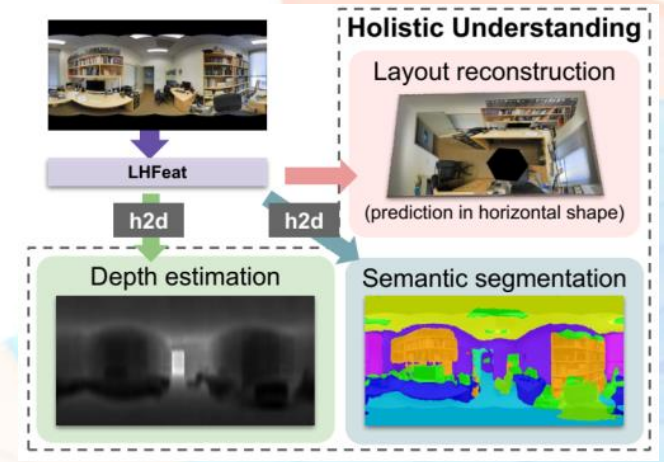 Holistic Understanding
Layout reconstruction
(prediction in horizontal shape)
LHFeat
h2d
h2d
Depth estimation
Semantic segmentation